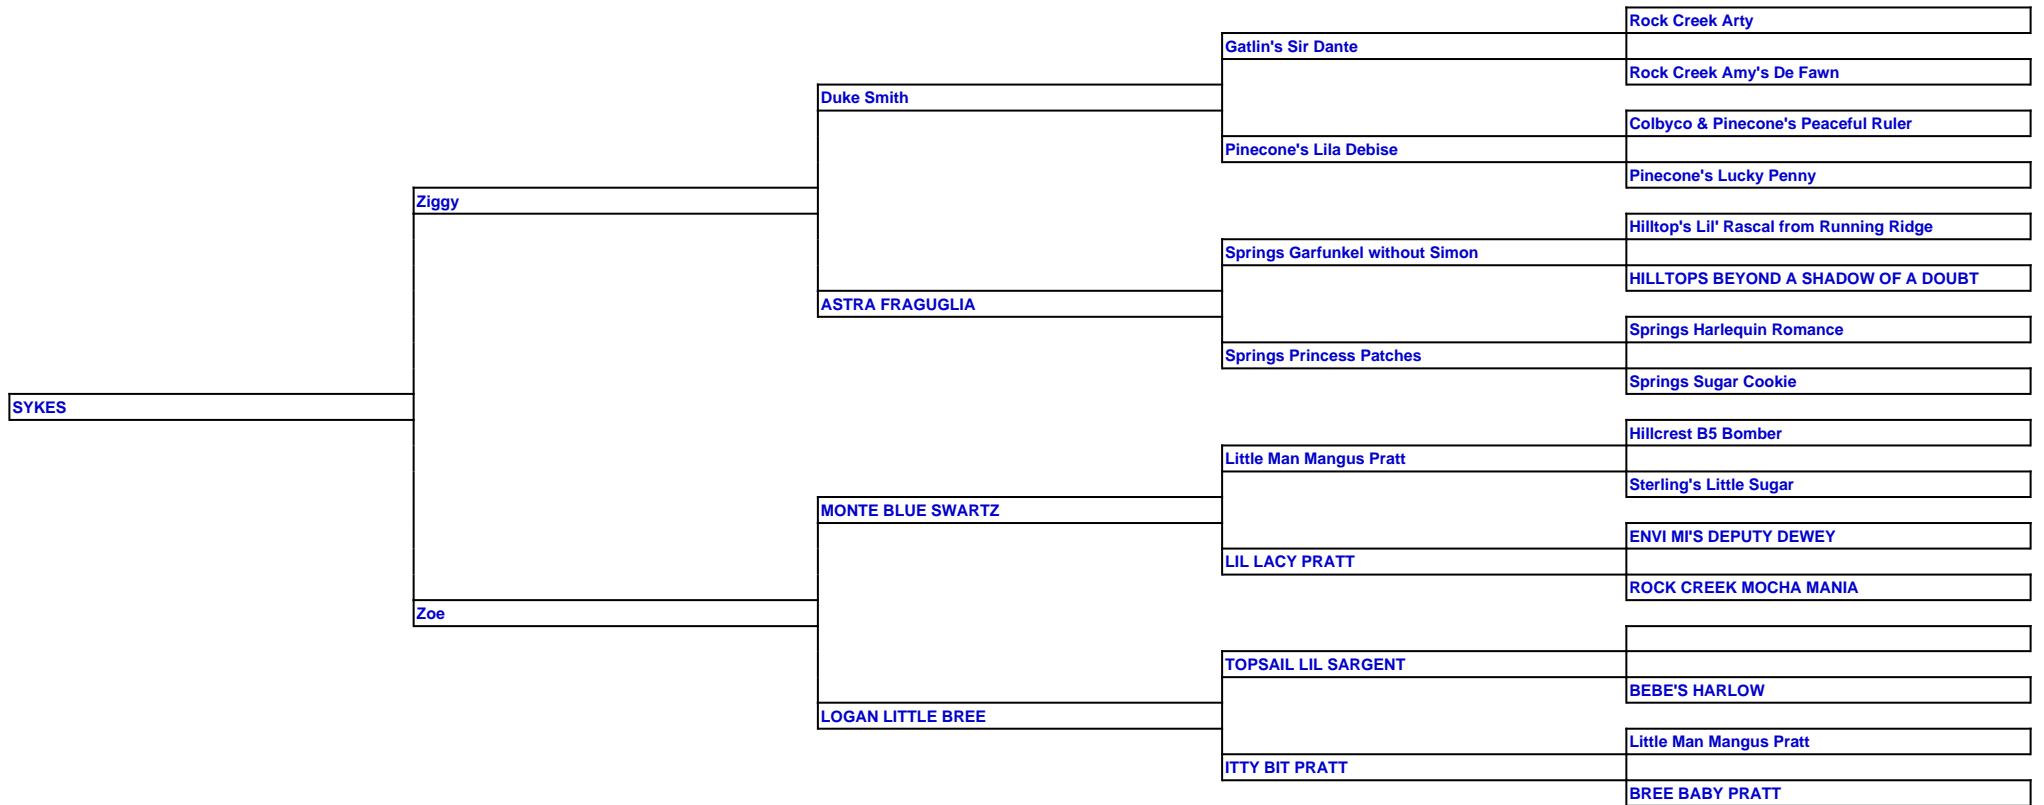 Rock Creek Arty
Gatlin's Sir Dante
Rock Creek Amy's De Fawn
Duke Smith
Colbyco & Pinecone's Peaceful Ruler
Pinecone's Lila Debise
Pinecone's Lucky Penny
Ziggy
Hilltop's Lil' Rascal from Running Ridge
Springs Garfunkel without Simon
HILLTOPS BEYOND A SHADOW OF A DOUBT
ASTRA FRAGUGLIA
Springs Harlequin Romance
Springs Princess Patches
Springs Sugar Cookie
SYKES
Hillcrest B5 Bomber
Little Man Mangus Pratt
Sterling's Little Sugar
MONTE BLUE SWARTZ
ENVI MI'S DEPUTY DEWEY
LIL LACY PRATT
ROCK CREEK MOCHA MANIA
Zoe
TOPSAIL LIL SARGENT
BEBE'S HARLOW
LOGAN LITTLE BREE
Little Man Mangus Pratt
ITTY BIT PRATT
BREE BABY PRATT